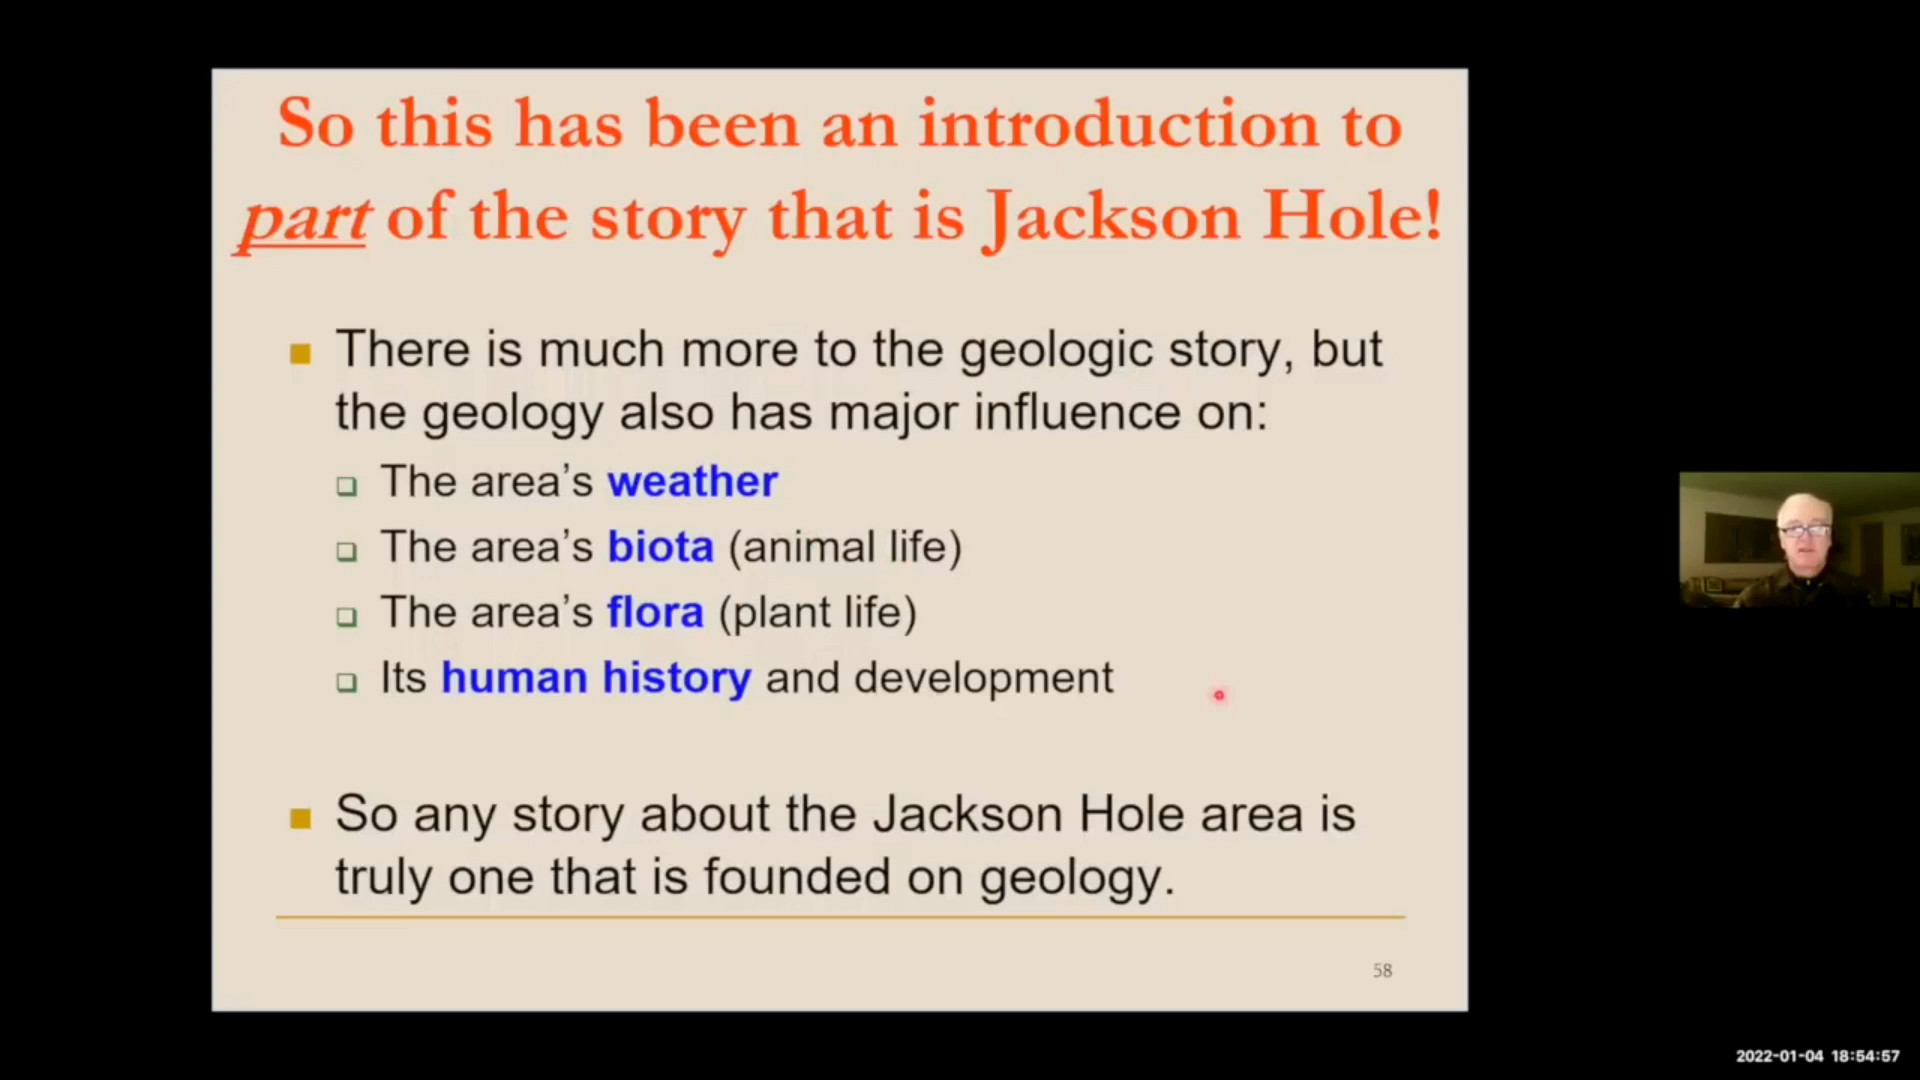 So this has been an introduction to
part of the story that is Jackson Hole!
There is much more to the geologic story, but
the geology also has major influence on:
The area’s weather
The area’s biota (animal life)
The area’s flora (plant life)
Its human history and development
So any story about the Jackson Hole area is
truly one that is founded on geology.
58
2022-01-04 18:54:57